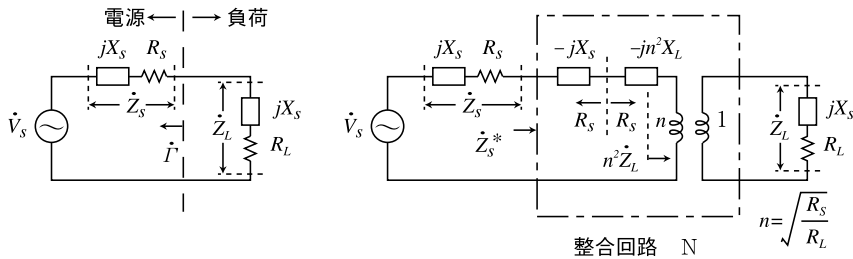 電源 ← → 負荷
jX_S R_S
Ż_S
V̇_S
Γ̇
Ż_L
jX_S
R_L
jX_S R_S
Ż_S
V̇_S
–jX_S –jn²X_L
R_S R_S
Ż_S*
n²Ż_L
n 1
Ż_L
jX_S
R_L
n=√(R_S/R_L)
整合回路 N